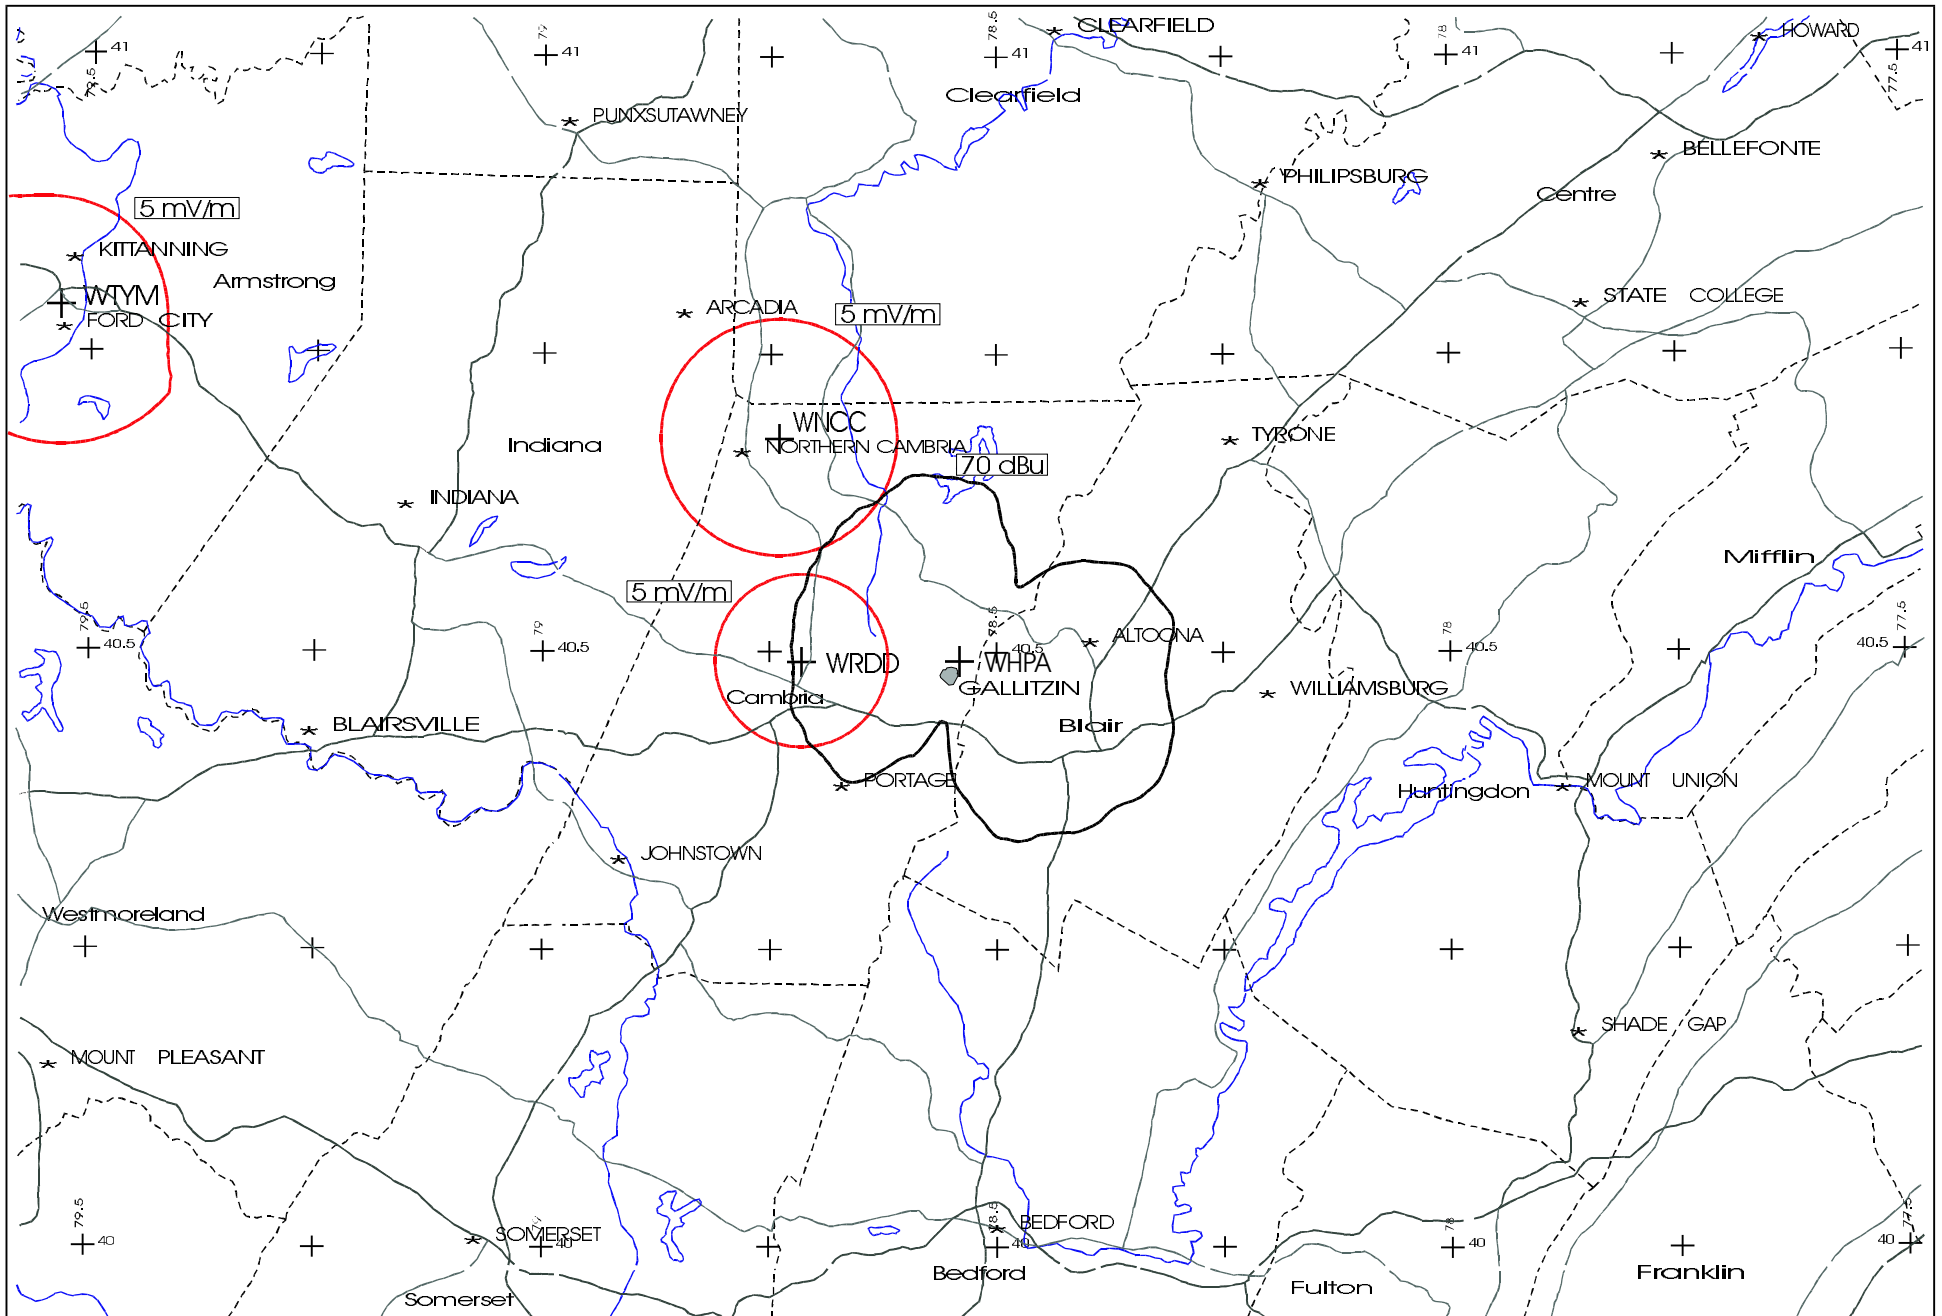 79.5
41
79
41
78.5
41
CLEARFIELD
78
41
HOWARD
77.5
41
Clearfield
PUNXSUTAWNEY
BELLEFONTE
PHILIPSBURG
Centre
5 mV/m
KITTANNING
Armstrong
WTYM
FORD CITY
ARCADIA
5 mV/m
STATE COLLEGE
WNCC
NORTHERN CAMBRIA
Indiana
TYRONE
70 dBu
INDIANA
Mifflin
5 mV/m
79.5
40.5
79
40.5
78.5
40.5
ALTOONA
78
40.5
77.5
40.5
WRDD
WHPA
GALLITZIN
Cambria
WILLIAMSBURG
BLAIRSVILLE
Blair
PORTAGE
Huntingdon
MOUNT UNION
JOHNSTOWN
Westmoreland
SHADE GAP
MOUNT PLEASANT
79.5
40
SOMERSET
79
40
78.5
BEDFORD
40
78
40
77.5
40
Bedford
Fulton
Franklin
Somerset